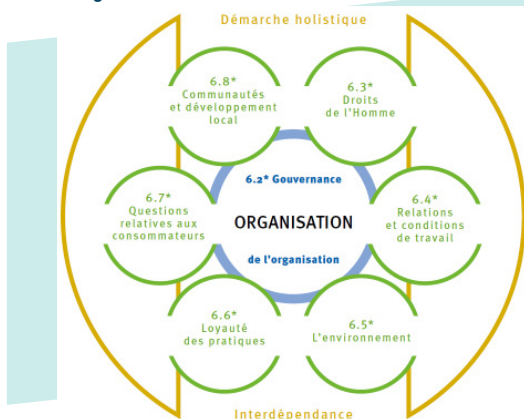 Démarche holistique
6.8*
Communautés
et développement
local
6.3*
Droits
de l'Homme
6.2* Gouvernance
ORGANISATION
de l'organisation
6.7*
Questions
relatives aux
consommateurs
6.4*
Relations
et conditions
de travail
6.6*
Loyauté
des pratiques
6.5*
L'environnement
Interdépendance